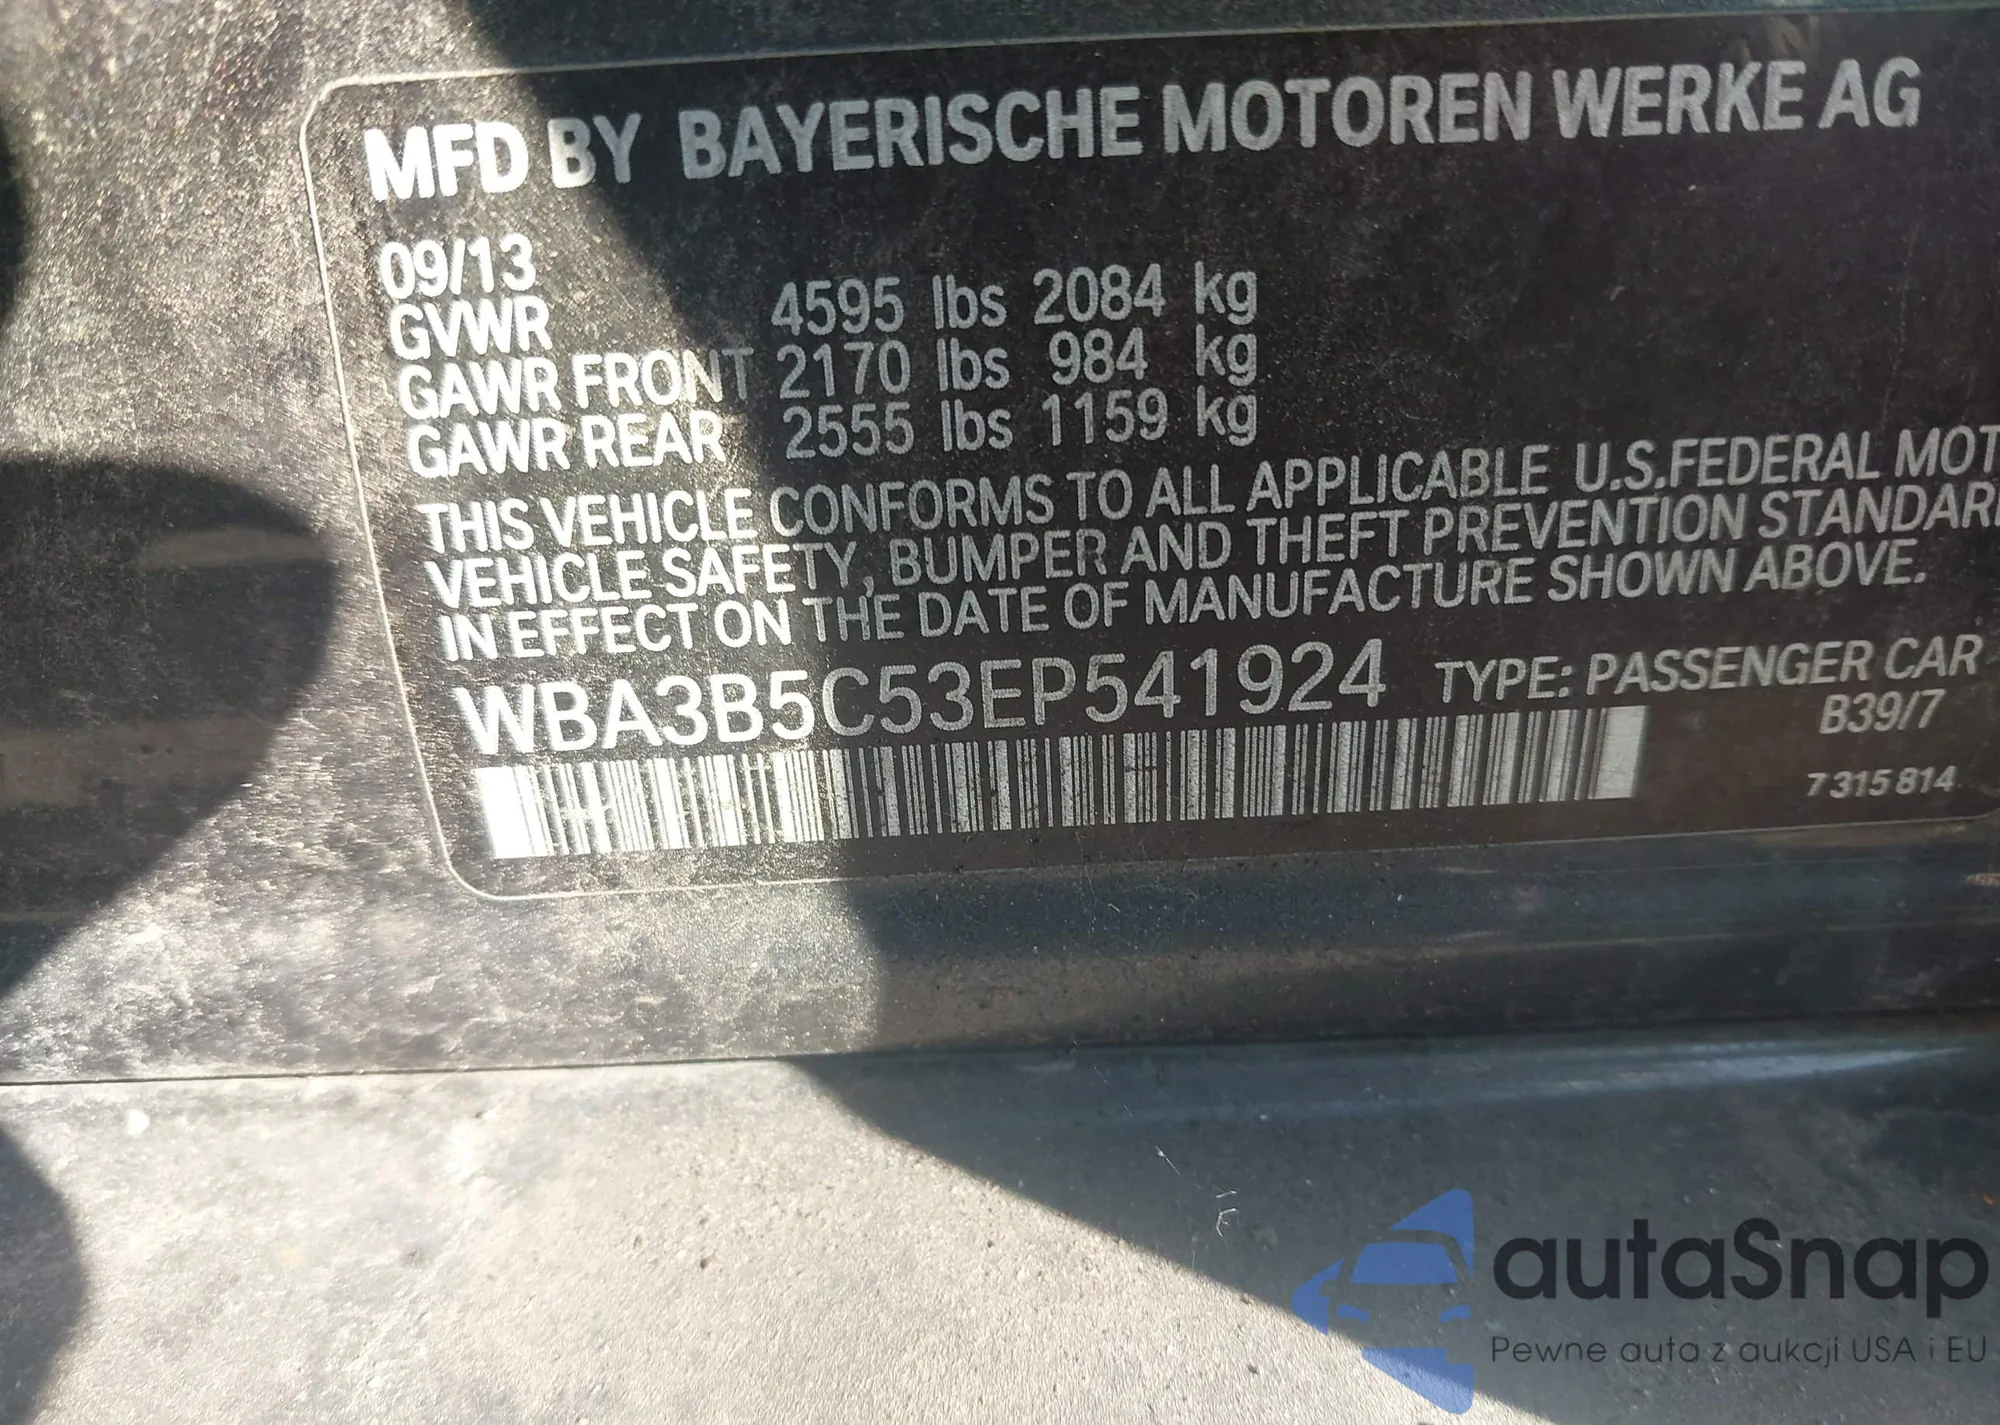 MFD BY BAYERISCHE MOTOREN WERKE AG
09/13
GVWR 4595 lbs 2084 kg
GAWR FRONT 2170 lbs 984 kg
GAWR REAR 2555 lbs 1159 kg
THIS VEHICLE CONFORMS TO ALL APPLICABLE U.S.FEDERAL MOT
VEHICLE SAFETY, BUMPER AND THEFT PREVENTION STANDAR
IN EFFECT ON THE DATE OF MANUFACTURE SHOWN ABOVE.
WBA3B5C53EP541924 TYPE: PASSENGER CAR
B39/7
7 315 814
autaSnap
Pewne auta z aukcji USA i EU